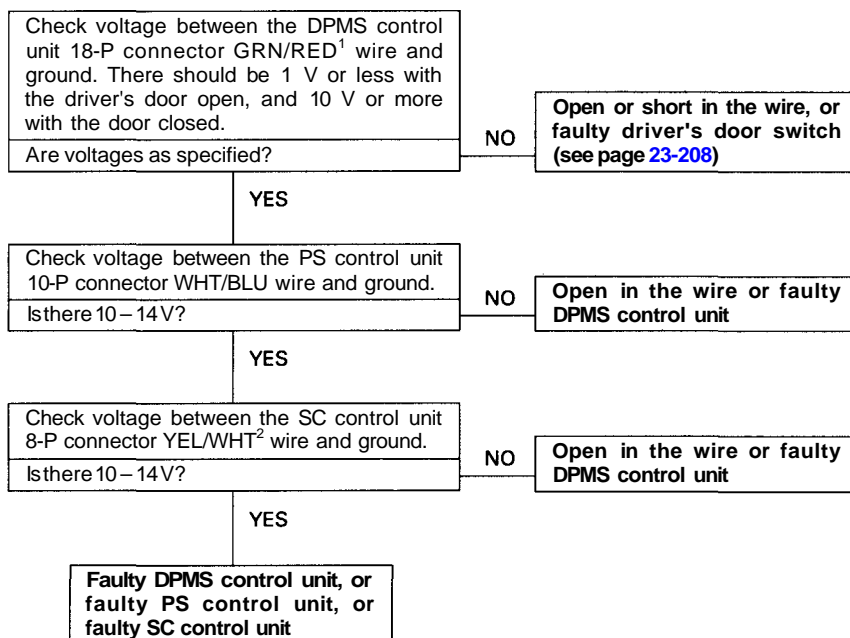 Check voltage between the DPMS control
unit 18-P connector GRN/RED¹ wire and
ground. There should be 1 V or less with
the driver's door open, and 10 V or more
with the door closed.
Are voltages as specified?
NO
Open or short in the wire, or
faulty driver's door switch
(see page 23-208)
YES
Check voltage between the PS control unit
10-P connector WHT/BLU wire and ground.
Is there 10 – 14 V?
NO
Open in the wire or faulty
DPMS control unit
YES
Check voltage between the SC control unit
8-P connector YEL/WHT² wire and ground.
Is there 10 – 14 V?
NO
Open in the wire or faulty
DPMS control unit
YES
Faulty DPMS control unit, or
faulty PS control unit, or
faulty SC control unit